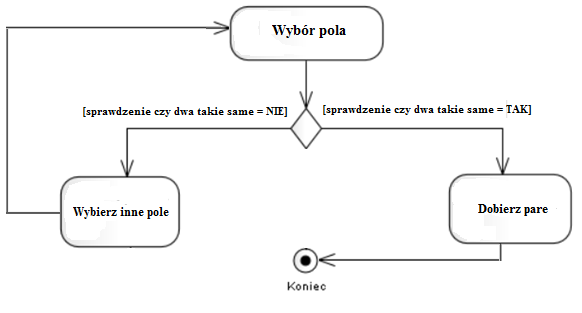 Wybór pola
[sprawdzenie czy dwa takie same = NIE]
[sprawdzenie czy dwa takie same = TAK]
Wybierz inne pole
Dobierz pare
Koniec